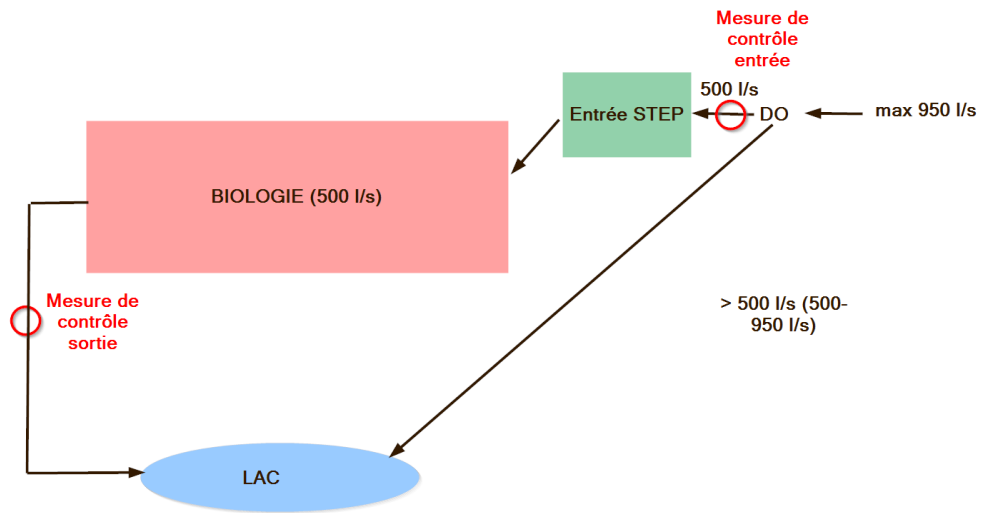 Mesure de
contrôle
entrée
500 l/s
Entrée STEP
DO
max 950 l/s
BIOLOGIE (500 l/s)
Mesure de
contrôle
sortie
> 500 l/s (500-
950 l/s)
LAC